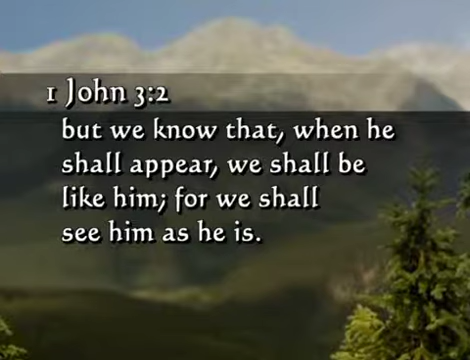 1 John 3:2
but we know that, when he
shall appear, we shall be
like him; for we shall
see him as he is.